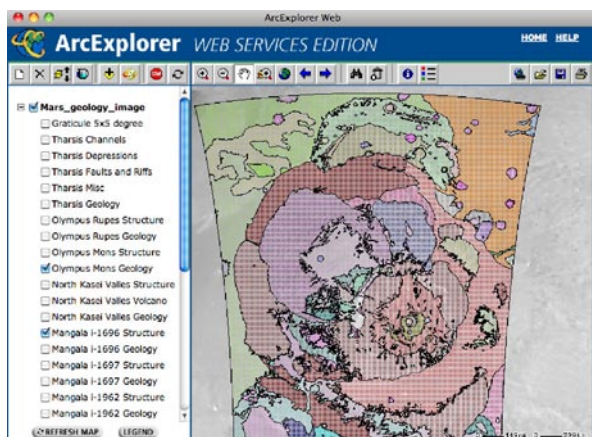 ArcExplorer Web
ArcExplorer WEB SERVICES EDITION
HOME HELP
Mars_geology_image
Graticule 5x5 degree
Tharsis Channels
Tharsis Depressions
Tharsis Faults and Riffs
Tharsis Misc
Tharsis Geology
Olympus Rupes Structure
Olympus Rupes Geology
Olympus Mons Structure
Olympus Mons Geology
North Kasei Valles Structure
North Kasei Valles Volcano
North Kasei Valles Geology
Mangala i-1696 Structure
Mangala i-1696 Geology
Mangala i-1697 Structure
Mangala i-1697 Geology
Mangala i-1962 Structure
Mangala i-1962 Geology
REFRESH MAP LEGEND